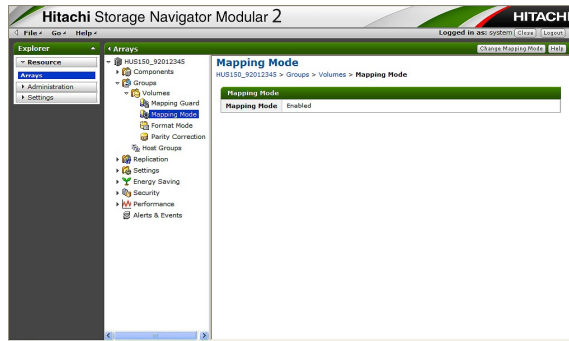 Hitachi Storage Navigator Modular 2
HITACHI
File Go Help
Logged in as: system Close Logout
Explorer
Arrays
Change Mapping Mode Help
Resource
Arrays
Administration
Settings
HUS150_92012345
Components
Groups
Volumes
Mapping Guard
Mapping Mode
Format Mode
Parity Correction
Host Groups
Replication
Settings
Energy Saving
Security
Performance
Alerts & Events
Mapping Mode
HUS150_92012345 > Groups > Volumes > Mapping Mode
Mapping Mode
Mapping Mode Enabled